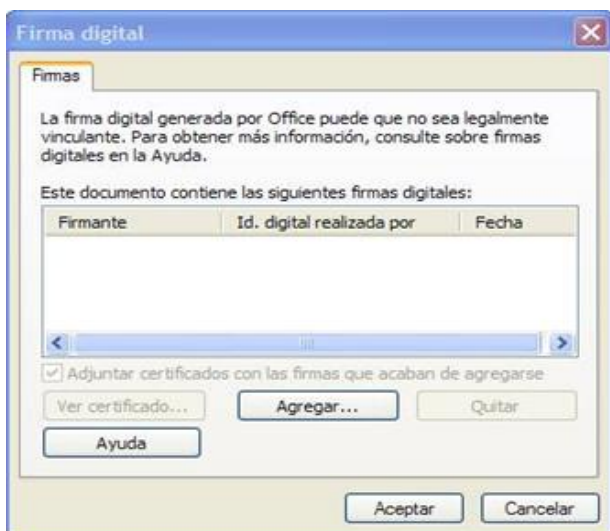 Firma digital
Firmas
La firma digital generada por Office puede que no sea legalmente
vinculante. Para obtener más información, consulte sobre firmas
digitales en la Ayuda.
Este documento contiene las siguientes firmas digitales:
Firmante Id. digital realizada por Fecha
Adjuntar certificados con las firmas que acaban de agregarse
Ver certificado... Agregar... Quitar
Ayuda
Aceptar Cancelar